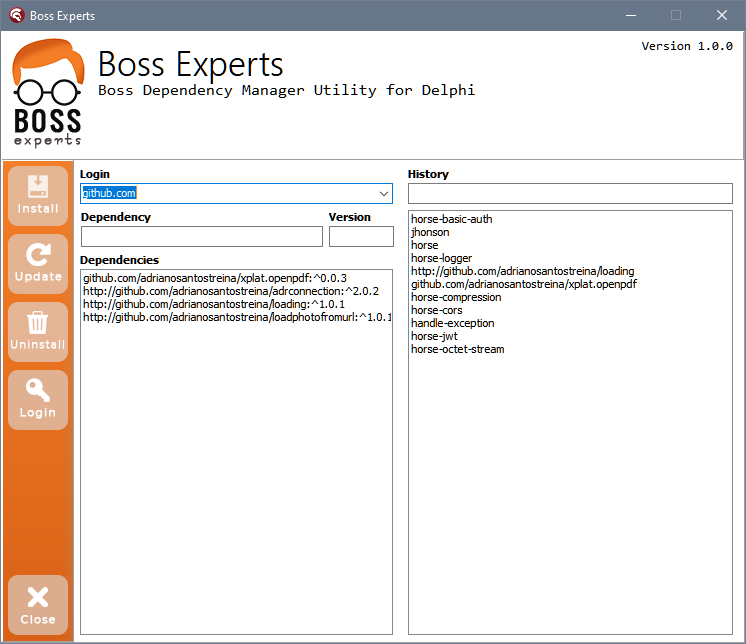 Boss Experts
Version 1.0.0
Boss Experts
Boss Dependency Manager Utility for Delphi
BOSS
experts
Install
Update
Uninstall
Login
Close
Login
github.com
Dependency
Version
Dependencies
github.com/adrianosantostreina/xplat.openpdf:^0.0.3
http://github.com/adrianosantostreina/adrconnection:^2.0.2
http://github.com/adrianosantostreina/loading:^1.0.1
http://github.com/adrianosantostreina/loadphotofromurl:^1.0.1
History
horse-basic-auth
jhonson
horse
horse-logger
http://github.com/adrianosantostreina/loading
github.com/adrianosantostreina/xplat.openpdf
horse-compression
horse-cors
handle-exception
horse-jwt
horse-octet-stream